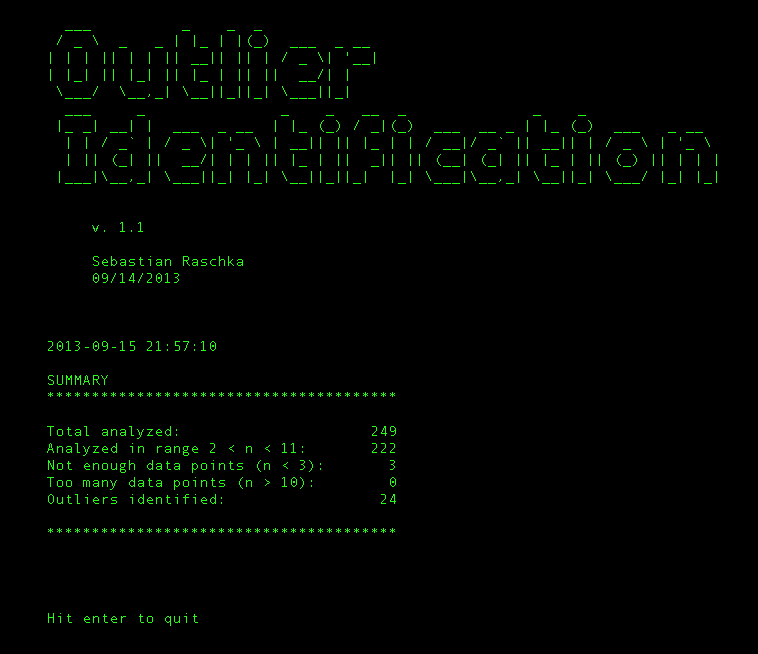 Outlier
Identification
v. 1.1
Sebastian Raschka
09/14/2013
2013-09-15 21:57:10
SUMMARY
***************************************
Total analyzed: 249
Analyzed in range 2 < n < 11: 222
Not enough data points (n < 3): 3
Too many data points (n > 10): 0
Outliers identified: 24
***************************************
Hit enter to quit